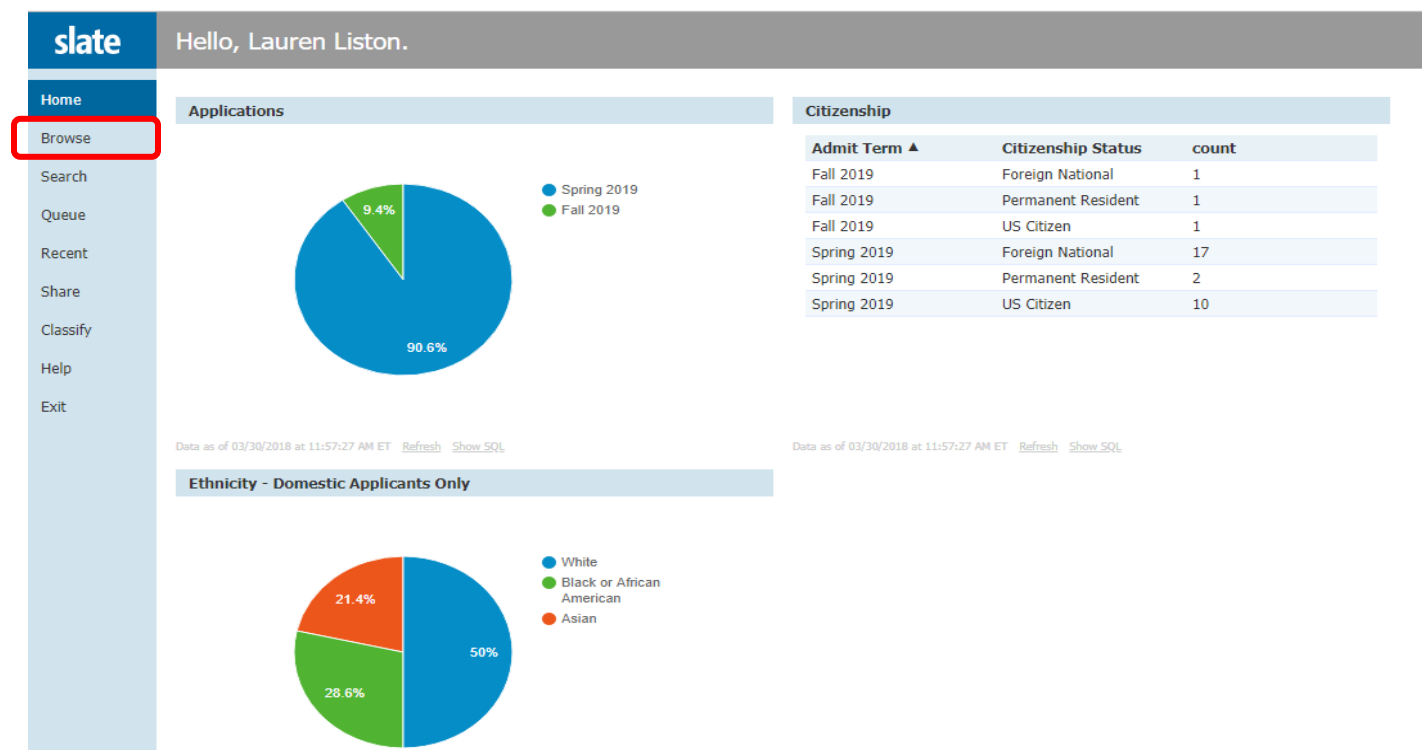 slate
Hello, Lauren Liston.
Home
Browse
Search
Queue
Recent
Share
Classify
Help
Exit
Applications
9.4%
90.6%
Spring 2019
Fall 2019
Data as of 03/30/2018 at 11:57:27 AM ET Refresh Show SQL
Citizenship
Admit Term ▲ Citizenship Status count
Fall 2019 Foreign National 1
Fall 2019 Permanent Resident 1
Fall 2019 US Citizen 1
Spring 2019 Foreign National 17
Spring 2019 Permanent Resident 2
Spring 2019 US Citizen 10
Data as of 03/30/2018 at 11:57:27 AM ET Refresh Show SQL
Ethnicity - Domestic Applicants Only
21.4%
50%
28.6%
White
Black or African
American
Asian